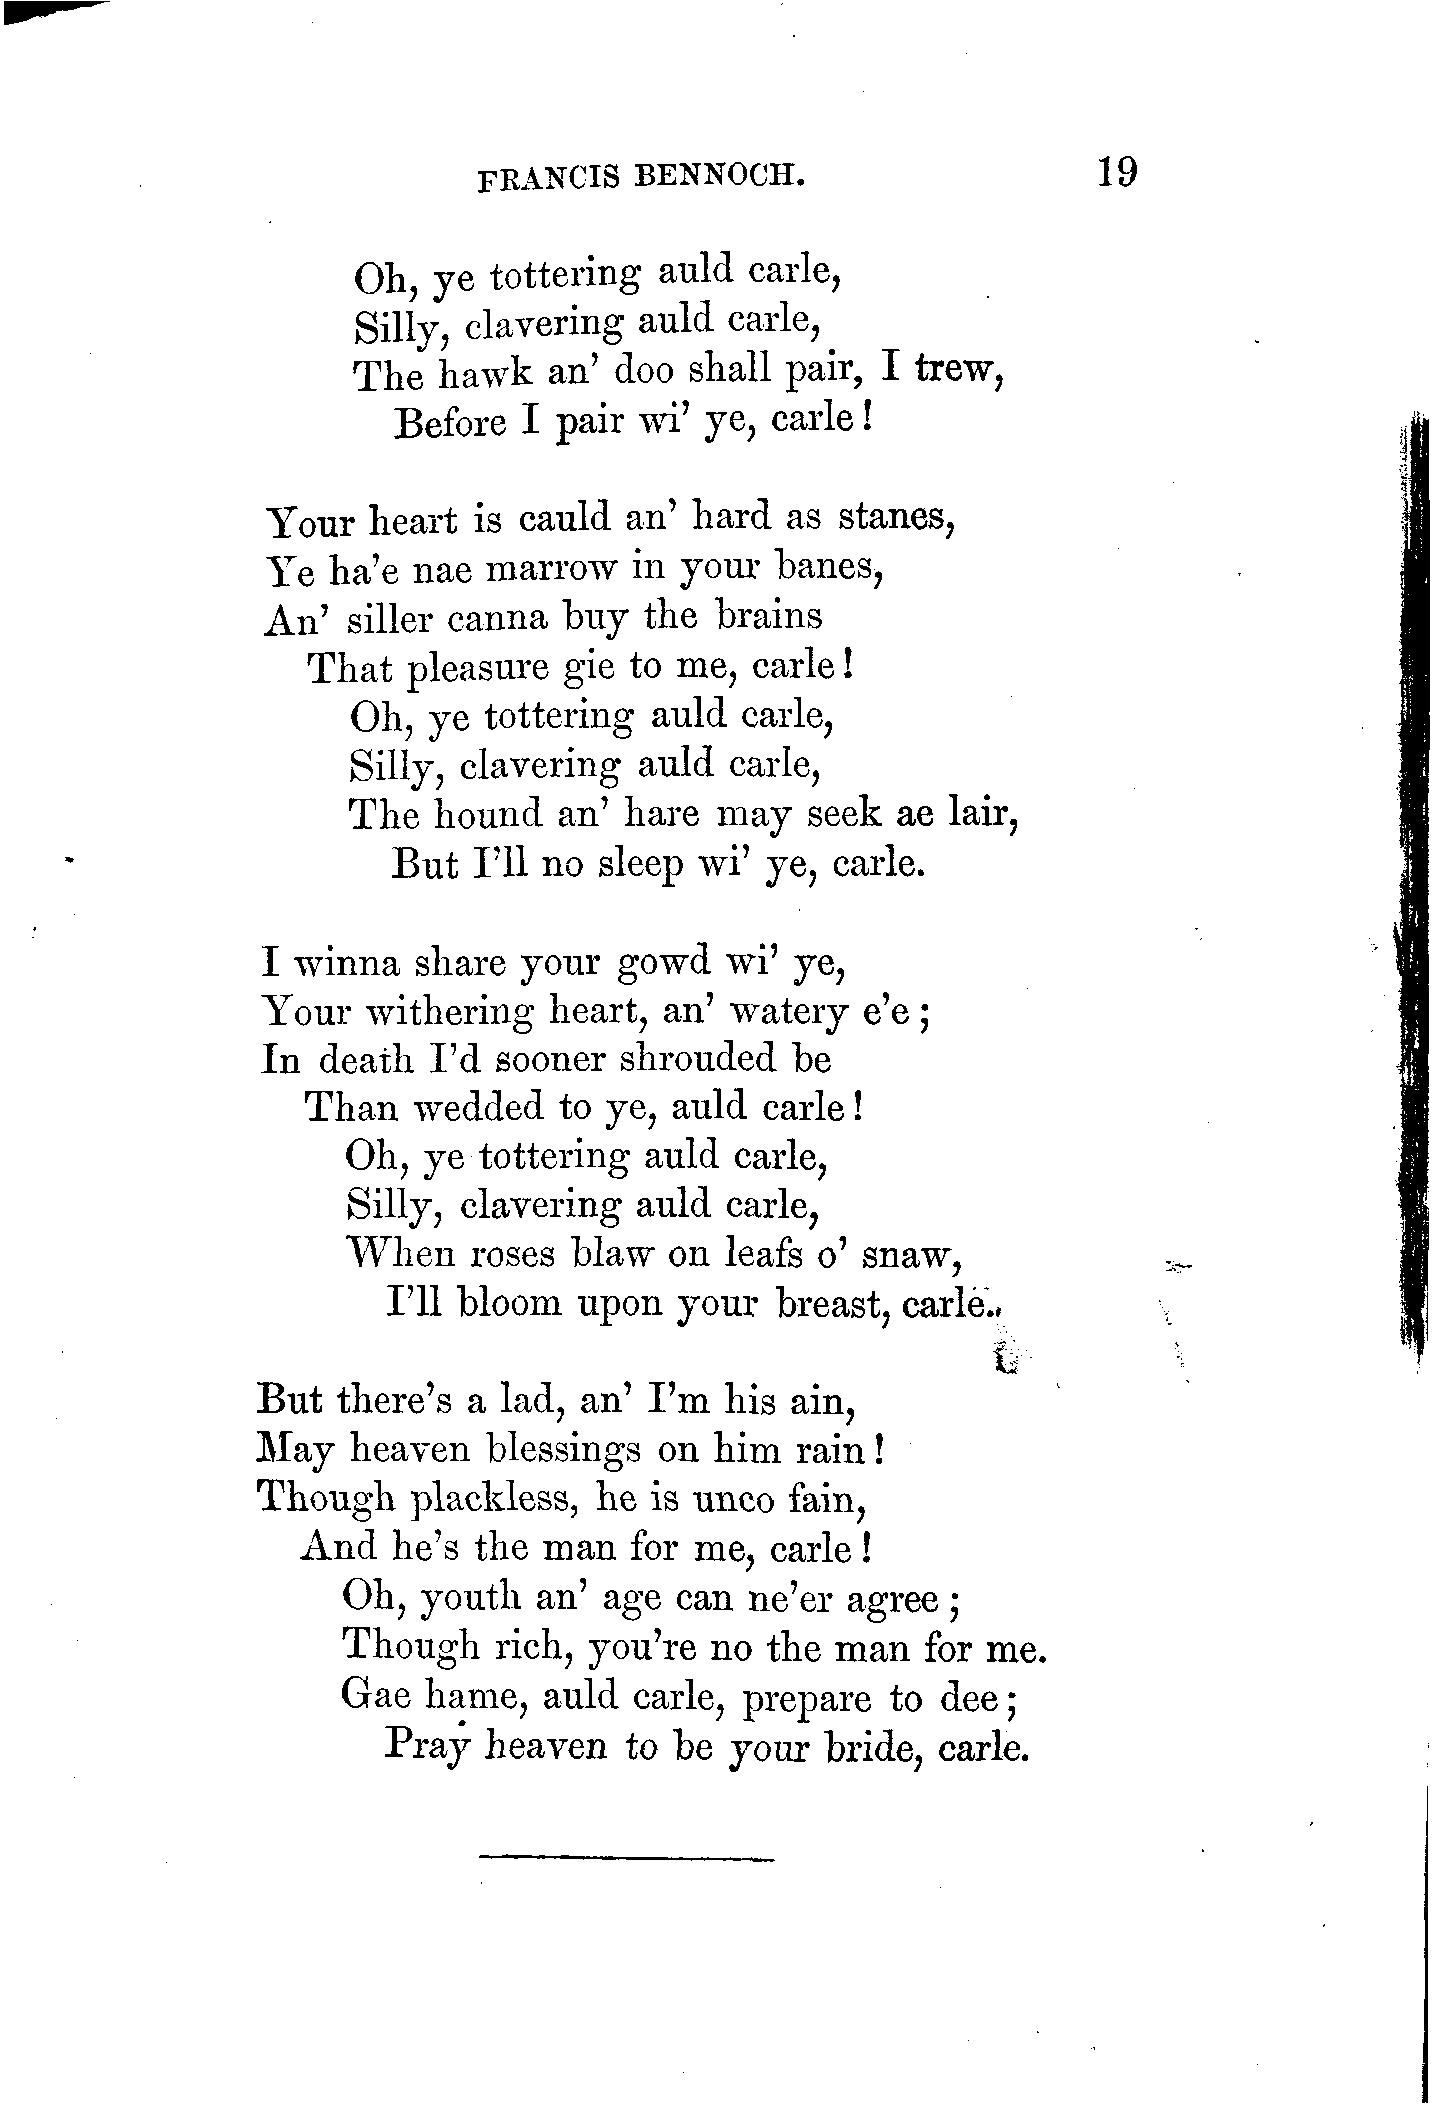 FRANCIS BENNOCH. 19
Oh, ye tottering auld carle,
Silly, clavering auld carle,
The hawk an' doo shall pair, I trew,
Before I pair wi' ye, carle!
Your heart is cauld an' hard as stanes,
Ye ha'e nae marrow in your banes,
An' siller canna buy the brains
That pleasure gie to me, carle!
Oh, ye tottering auld carle,
Silly, clavering auld carle,
The hound an' hare may seek ae lair,
But I'll no sleep wi' ye, carle.
I winna share your gowd wi' ye,
Your withering heart, an' watery e'e;
In death I'd sooner shrouded be
Than wedded to ye, auld carle!
Oh, ye tottering auld carle,
Silly, clavering auld carle,
When roses blaw on leafs o' snaw,
I'll bloom upon your breast, carle.
But there's a lad, an' I'm his ain,
May heaven blessings on him rain!
Though plackless, he is unco fain,
And he's the man for me, carle!
Oh, youth an' age can ne'er agree;
Though rich, you're no the man for me.
Gae hame, auld carle, prepare to dee;
Pray heaven to be your bride, carle.